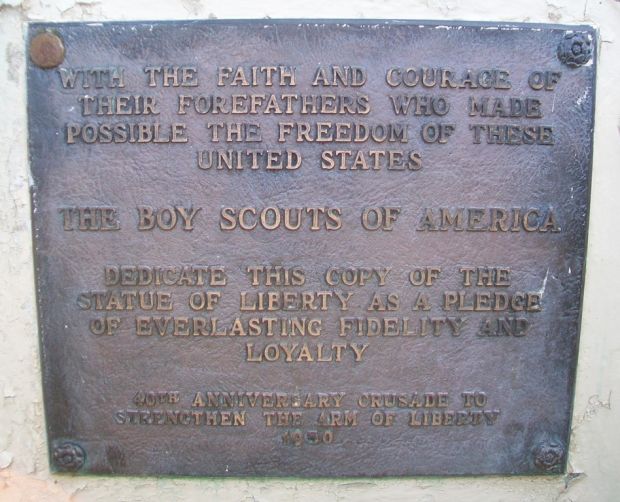 WITH THE FAITH AND COURAGE OF
THEIR FOREFATHERS WHO MADE
POSSIBLE THE FREEDOM OF THESE
UNITED STATES
THE BOY SCOUTS OF AMERICA
DEDICATE THIS COPY OF THE
STATUE OF LIBERTY AS A PLEDGE
OF EVERLASTING FIDELITY AND
LOYALTY
40TH ANNIVERSARY CRUSADE TO
STRENGTHEN THE ARM OF LIBERTY
1950